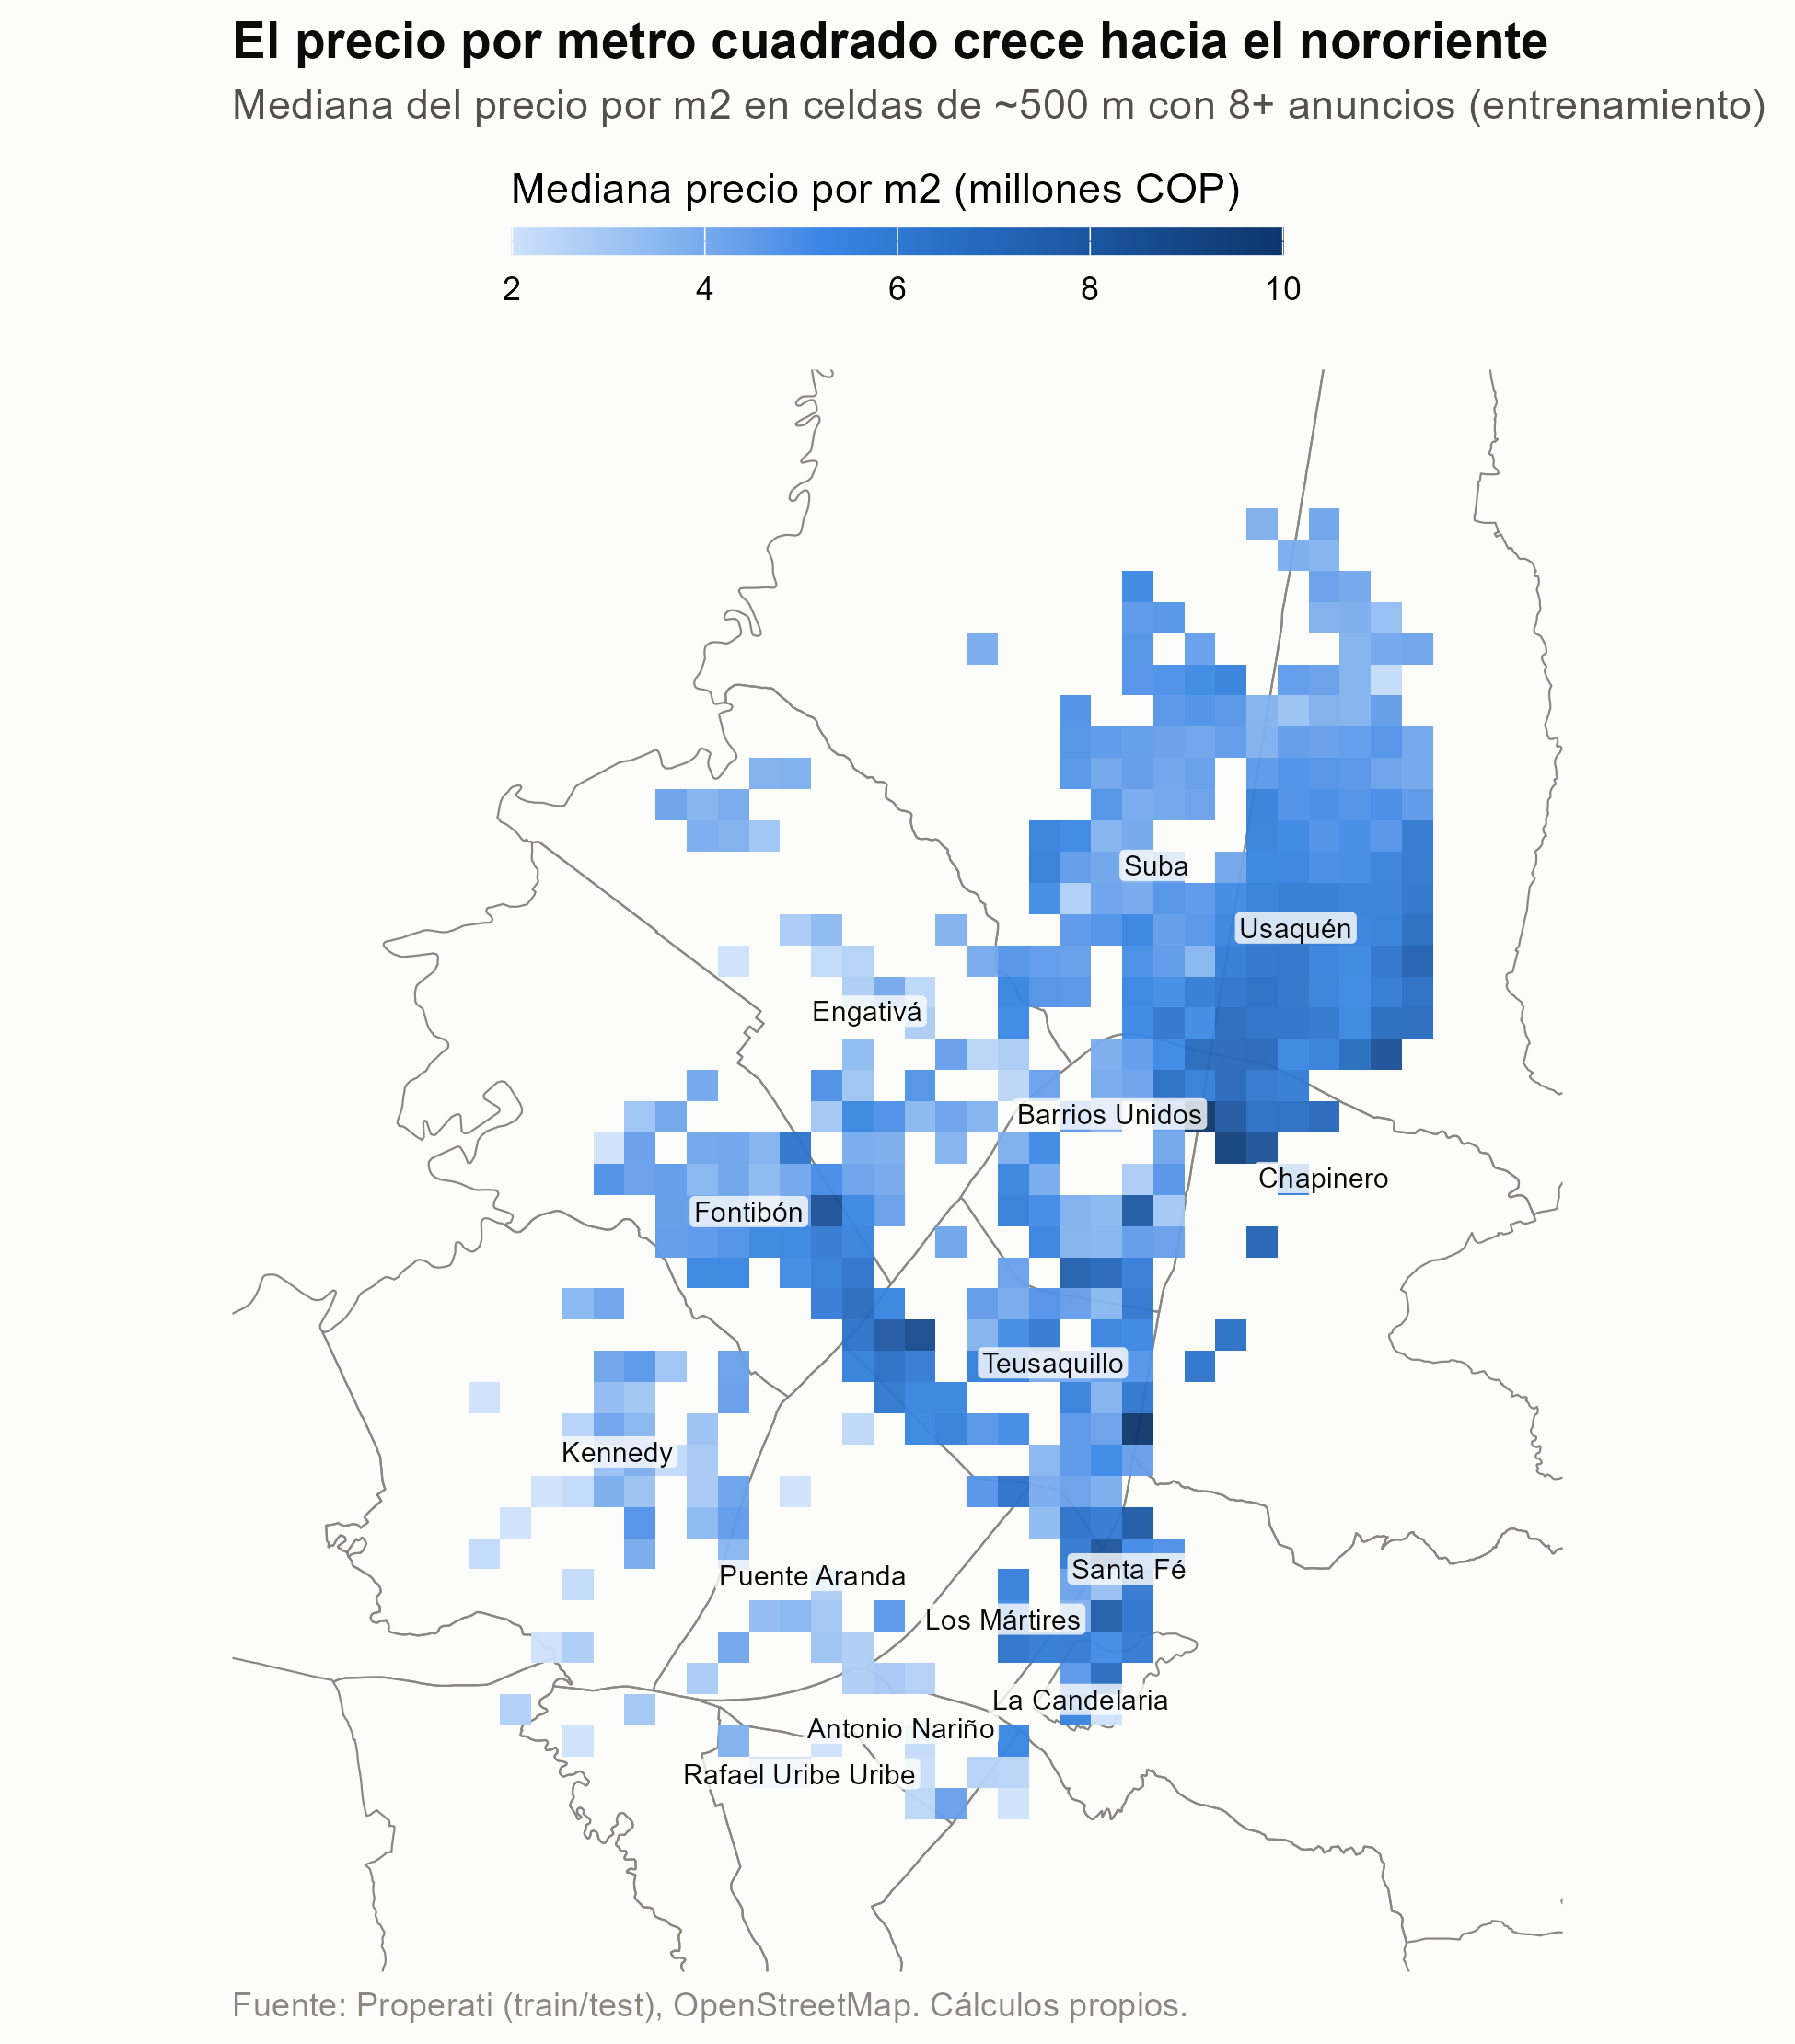 El precio por metro cuadrado crece hacia el nororiente
Mediana del precio por m2 en celdas de ~500 m con 8+ anuncios (entrenamiento)
Mediana precio por m2 (millones COP)
2 4 6 8 10
Suba
Usaquén
Engativá
Barrios Unidos
Chapinero
Fontibón
Teusaquillo
Kennedy
Santa Fé
Puente Aranda
Los Mártires
La Candelaria
Antonio Nariño
Rafael Uribe Uribe
Fuente: Properati (train/test), OpenStreetMap. Cálculos propios.